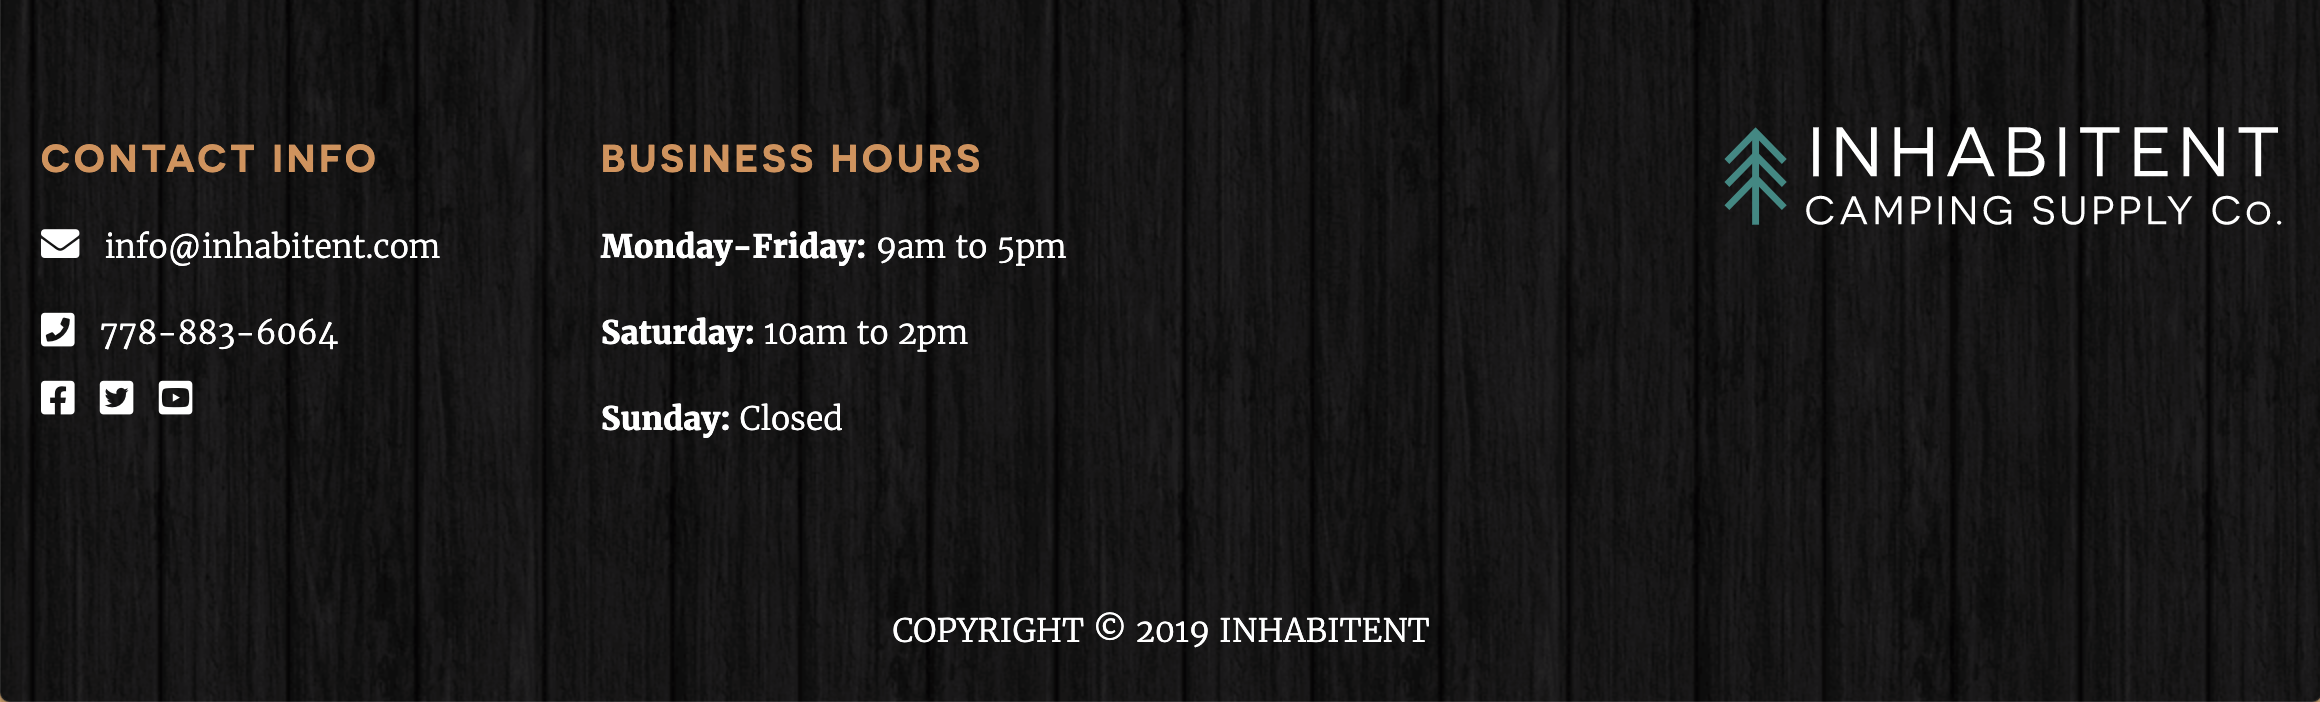 CONTACT INFO
info@inhabitent.com
778-883-6064
BUSINESS HOURS
Monday-Friday: 9am to 5pm
Saturday: 10am to 2pm
Sunday: Closed
INHABITENT
CAMPING SUPPLY Co.
COPYRIGHT © 2019 INHABITENT